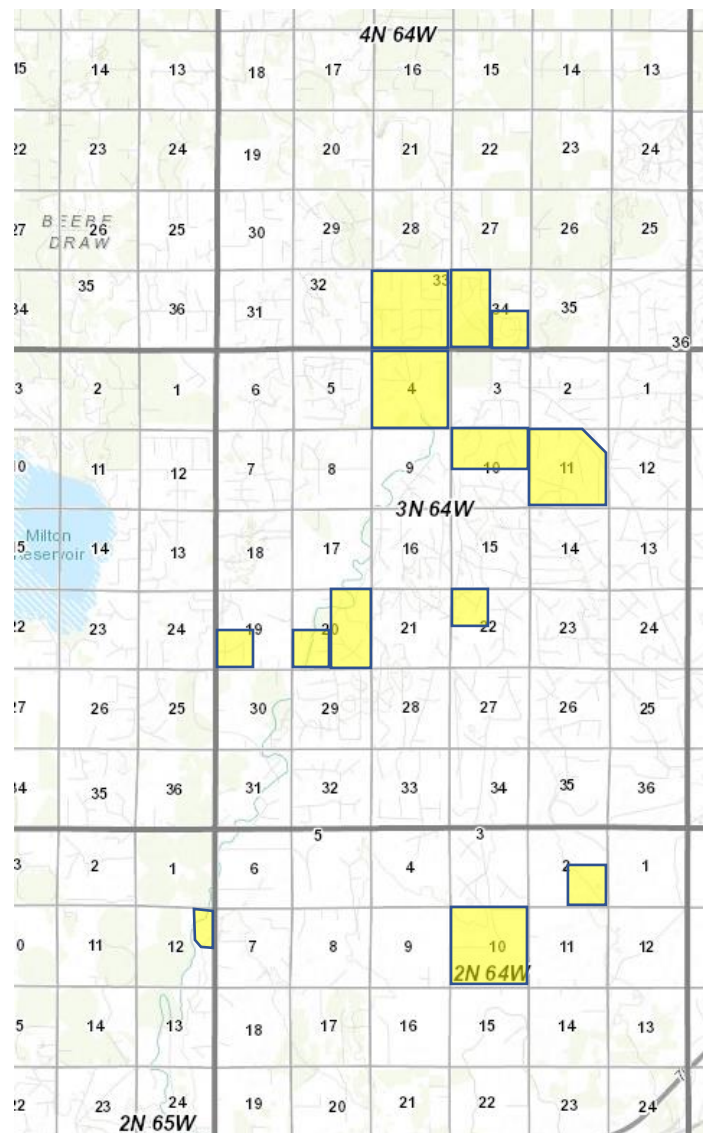 4N 64W
15 14 13 18 17 16 15 14 13
22 23 24 19 20 21 22 23 24
BEEBE
DRAW
27 26 25 30 29 28 27 26 25
34 35 36 31 32 33 34 35
36
3 2 1 6 5 4 3 2 1
10 11 12 7 8 9 10 11 12
3N 64W
Milton
Reservoir
15 14 13 18 17 16 15 14 13
22 23 24 19 20 21 22 23 24
27 26 25 30 29 28 27 26 25
34 35 36 31 32 33 34 35 36
3 2 1 6 5 4 3 2 1
0 11 12 7 8 9 10 11 12
2N 64W
5 14 13 18 17 16 15 14 13
22 23 24 19 20 21 22 23 24
2N 65W